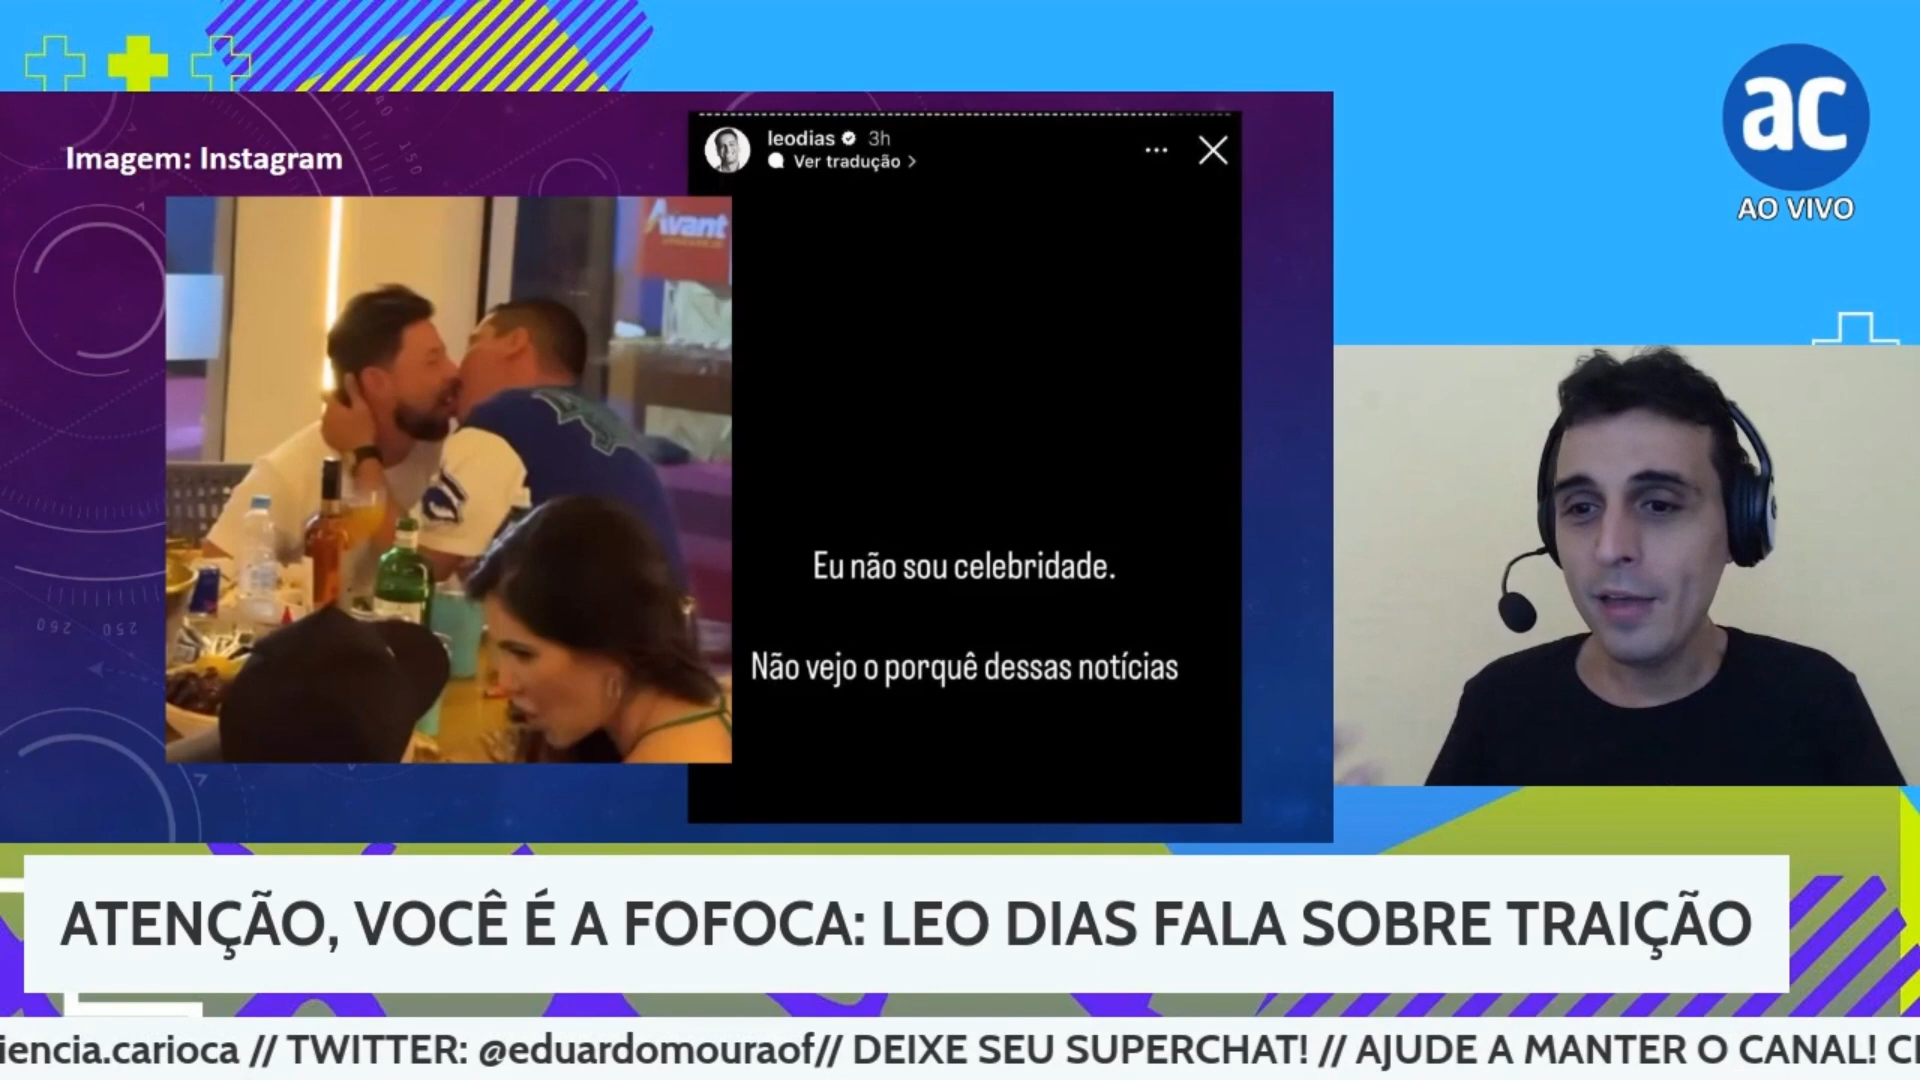 ac
AO VIVO
Imagem: Instagram
leodias 3h
Ver tradução >
Avant
Eu não sou celebridade.
Não vejo o porquê dessas notícias
ATENÇÃO, VOCÊ É A FOFOCA: LEO DIAS FALA SOBRE TRAIÇÃO
iencia.carioca // TWITTER: @eduardomouraof// DEIXE SEU SUPERCHAT! // AJUDE A MANTER O CANAL! C